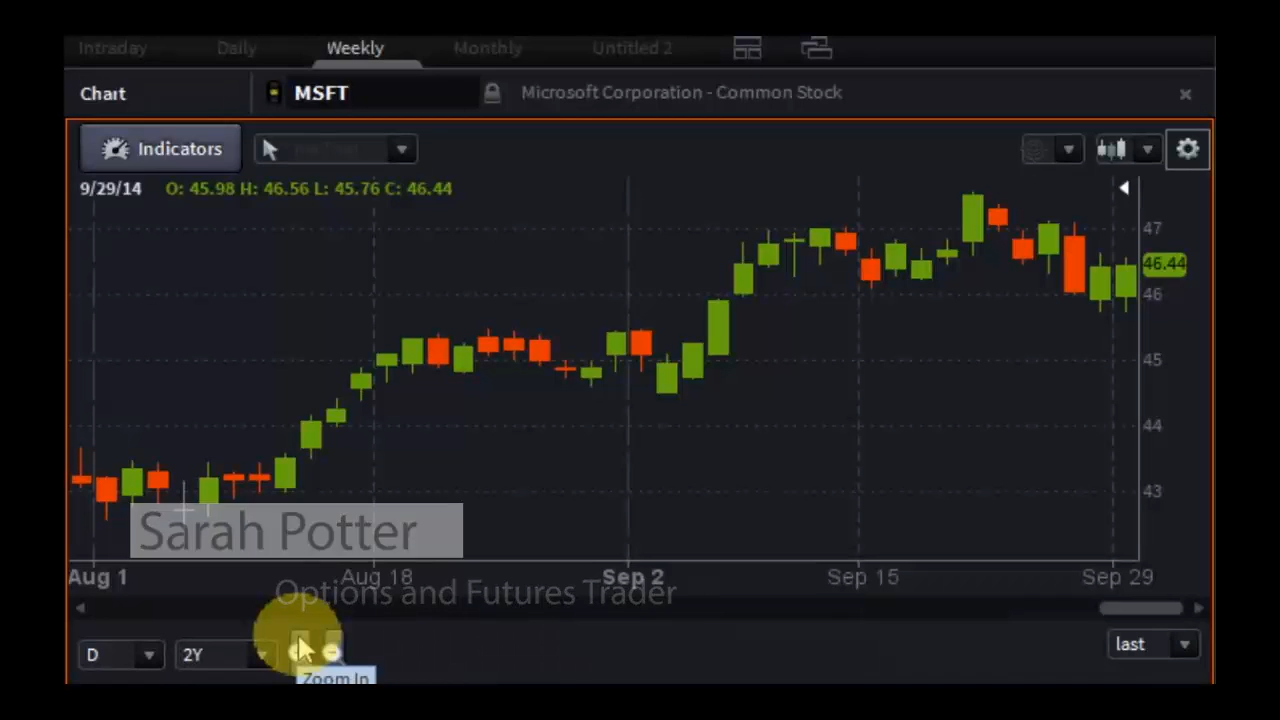 Intraday Daily Weekly Monthly Untitled 2
Chart MSFT Microsoft Corporation - Common Stock ×
Indicators
9/29/14 O: 45.98 H: 46.56 L: 45.76 C: 46.44
47
46.44
46
45
44
43
Sarah Potter
Aug 1 Aug 18 Sep 2 Sep 15 Sep 29
Options and Futures Trader
D 2Y last
Zoom In